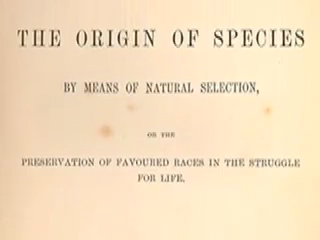 THE ORIGIN OF SPECIES
BY MEANS OF NATURAL SELECTION,
OR THE
PRESERVATION OF FAVOURED RACES IN THE STRUGGLE
FOR LIFE.